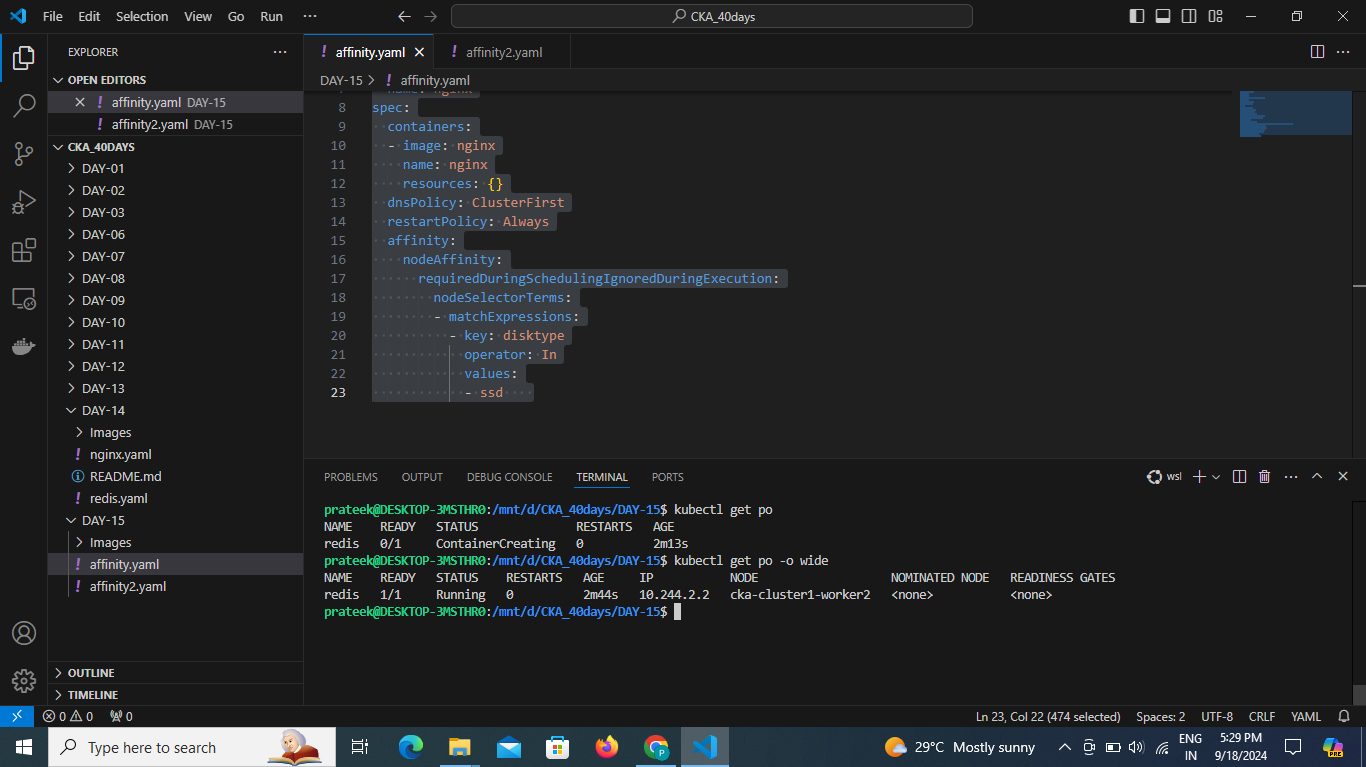 File Edit Selection View Go Run ··· CKA_40days
EXPLORER ···
OPEN EDITORS
! affinity.yaml DAY-15
! affinity2.yaml DAY-15
CKA_40DAYS
DAY-01
DAY-02
DAY-03
DAY-06
DAY-07
DAY-08
DAY-09
DAY-10
DAY-11
DAY-12
DAY-13
DAY-14
Images
! nginx.yaml
README.md
! redis.yaml
DAY-15
Images
! affinity.yaml
! affinity2.yaml
OUTLINE
TIMELINE
! affinity.yaml ! affinity2.yaml
DAY-15 > ! affinity.yaml
name: nginx
8 spec:
9 containers:
10 - image: nginx
11 name: nginx
12 resources: {}
13 dnsPolicy: ClusterFirst
14 restartPolicy: Always
15 affinity:
16 nodeAffinity:
17 requiredDuringSchedulingIgnoredDuringExecution:
18 nodeSelectorTerms:
19 - matchExpressions:
20 - key: disktype
21 operator: In
22 values:
23 - ssd
PROBLEMS OUTPUT DEBUG CONSOLE TERMINAL PORTS wsl
prateek@DESKTOP-3MSTHR0:/mnt/d/CKA_40days/DAY-15$ kubectl get po
NAME READY STATUS RESTARTS AGE
redis 0/1 ContainerCreating 0 2m13s
prateek@DESKTOP-3MSTHR0:/mnt/d/CKA_40days/DAY-15$ kubectl get po -o wide
NAME READY STATUS RESTARTS AGE IP NODE NOMINATED NODE READINESS GATES
redis 1/1 Running 0 2m44s 10.244.2.2 cka-cluster1-worker2 <none> <none>
prateek@DESKTOP-3MSTHR0:/mnt/d/CKA_40days/DAY-15$
0 0 0 Ln 23, Col 22 (474 selected) Spaces: 2 UTF-8 CRLF YAML
Type here to search 29°C Mostly sunny ENG 5:29 PM
IN 9/18/2024
PRE